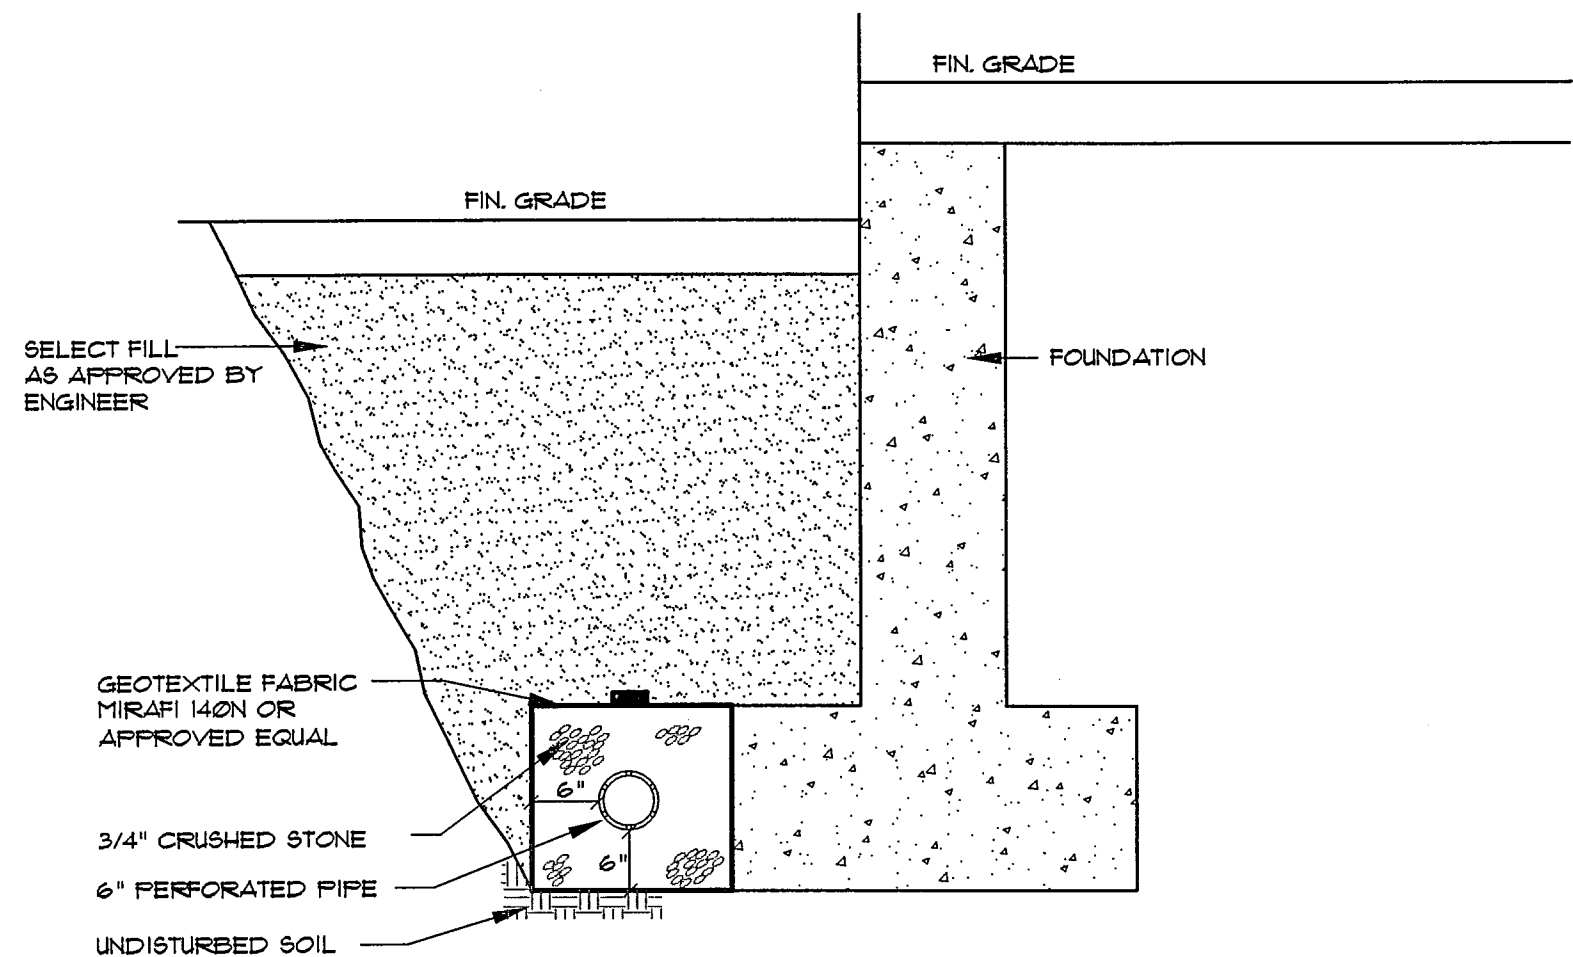 FIN. GRADE
FIN. GRADE
SELECT FILL
AS APPROVED BY
ENGINEER
FOUNDATION
GEOTEXTILE FABRIC
MIRAFI 140N OR
APPROVED EQUAL
6"
3/4" CRUSHED STONE
6"
6" PERFORATED PIPE
UNDISTURBED SOIL